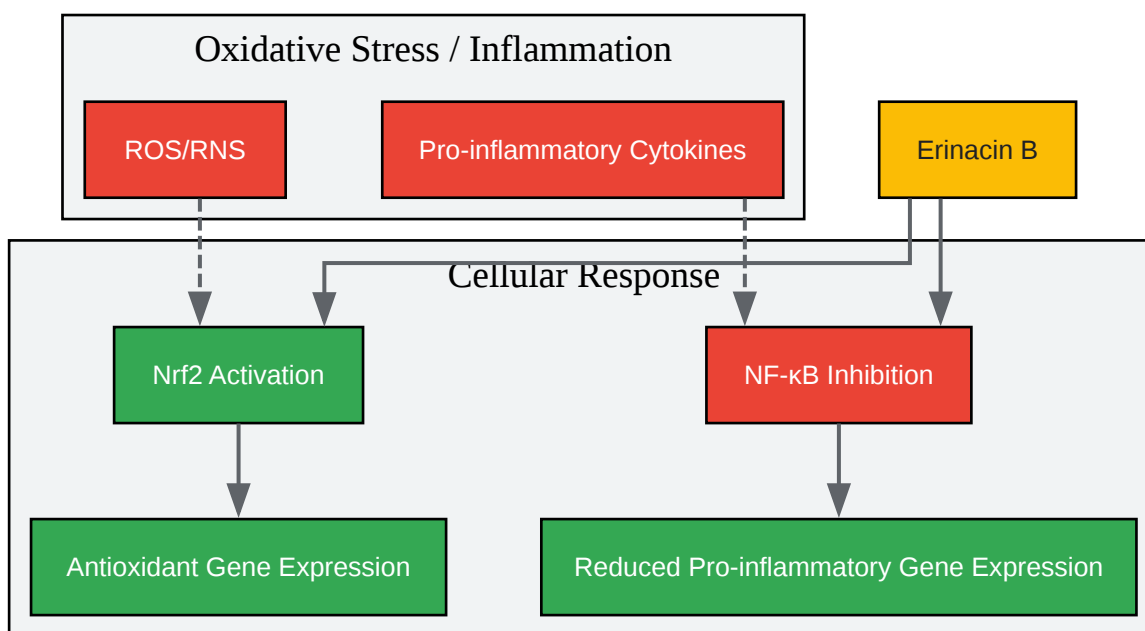 Oxidative Stress / Inflammation
ROS/RNS
Pro-inflammatory Cytokines
Erinacin B
Cellular Response
Nrf2 Activation
NF-κB Inhibition
Antioxidant Gene Expression
Reduced Pro-inflammatory Gene Expression